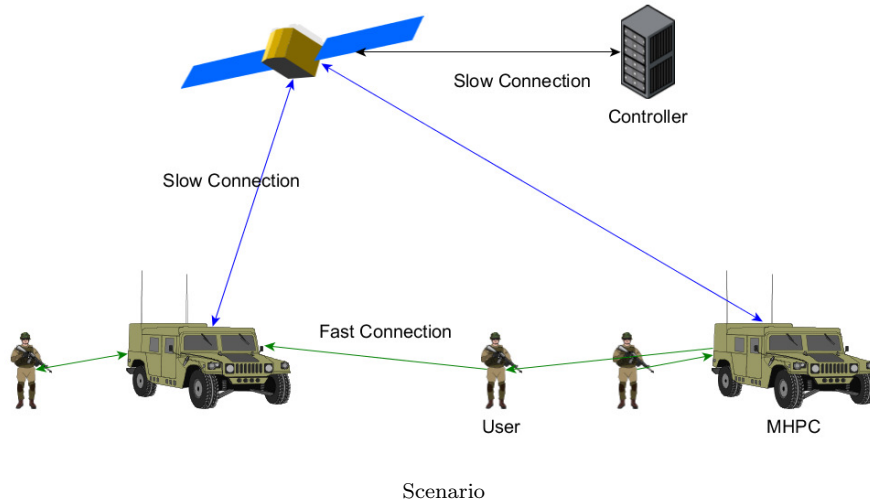 Slow Connection
Controller
Slow Connection
Fast Connection
User
MHPC
Scenario